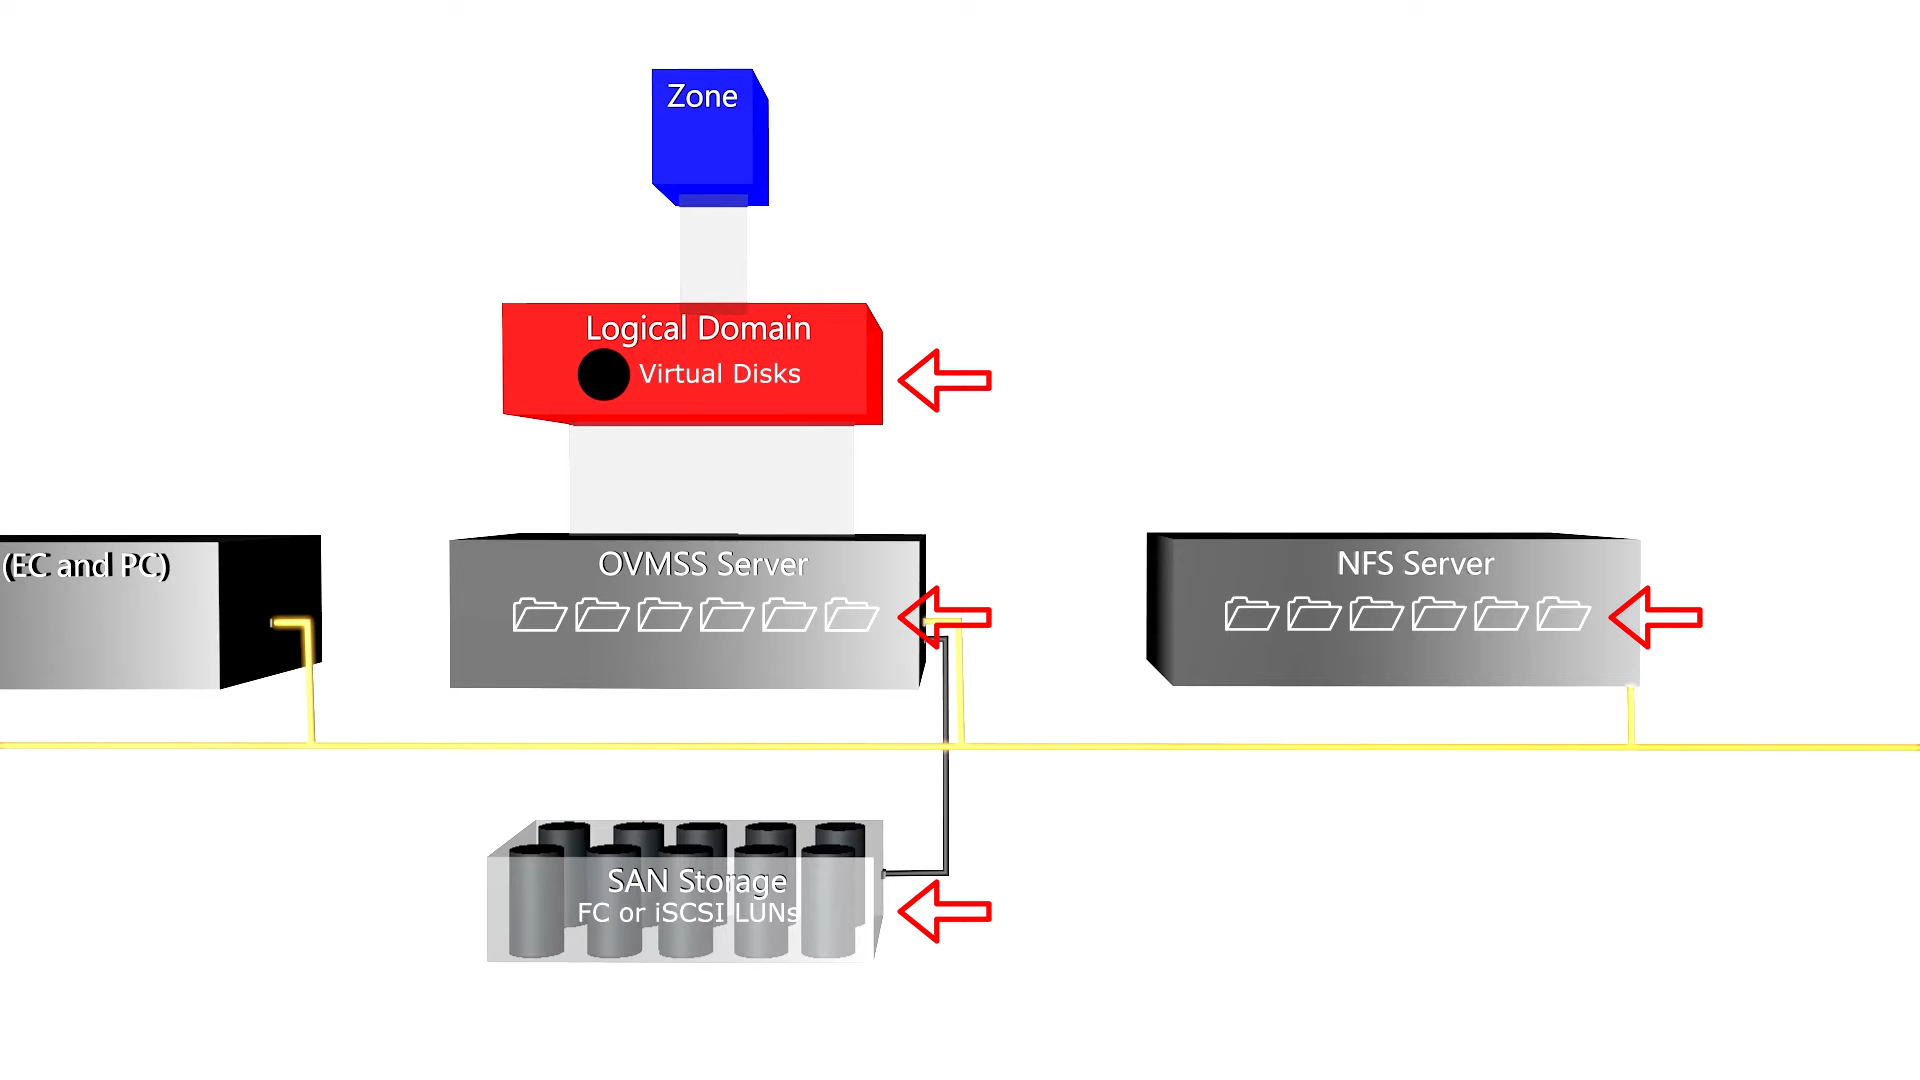 Zone
Logical Domain
Virtual Disks
(EC and PC)
OVMSS Server
NFS Server
SAN Storage
FC or iSCSI LUNs